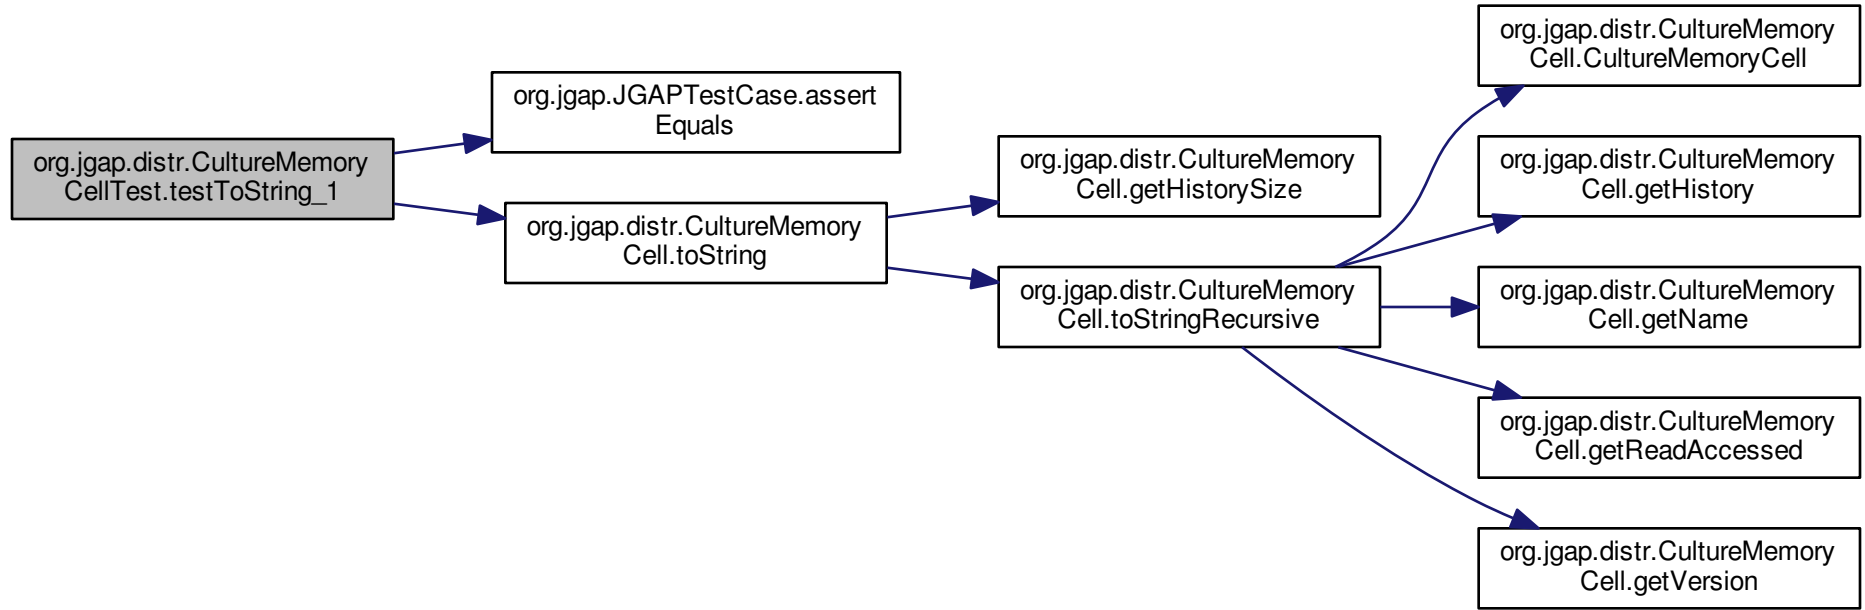 org.jgap.distr.CultureMemory
CellTest.testToString_1
org.jgap.JGAPTestCase.assert
Equals
org.jgap.distr.CultureMemory
Cell.toString
org.jgap.distr.CultureMemory
Cell.getHistorySize
org.jgap.distr.CultureMemory
Cell.toStringRecursive
org.jgap.distr.CultureMemory
Cell.CultureMemoryCell
org.jgap.distr.CultureMemory
Cell.getHistory
org.jgap.distr.CultureMemory
Cell.getName
org.jgap.distr.CultureMemory
Cell.getReadAccessed
org.jgap.distr.CultureMemory
Cell.getVersion